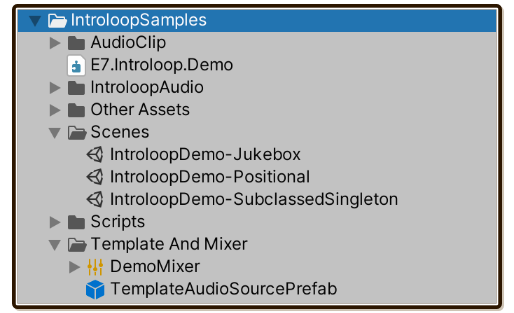 IntroloopSamples
AudioClip
E7.Introloop.Demo
IntroloopAudio
Other Assets
Scenes
IntroloopDemo-Jukebox
IntroloopDemo-Positional
IntroloopDemo-SubclassedSingleton
Scripts
Template And Mixer
DemoMixer
TemplateAudioSourcePrefab